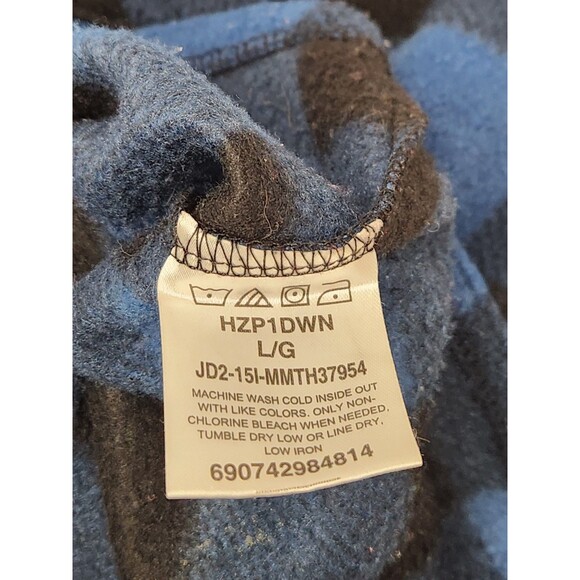 HZP1DWN
L/G
JD2-15I-MMTH37954
MACHINE WASH COLD INSIDE OUT
WITH LIKE COLORS. ONLY NON-
CHLORINE BLEACH WHEN NEEDED.
TUMBLE DRY LOW OR LINE DRY.
LOW IRON
690742984814